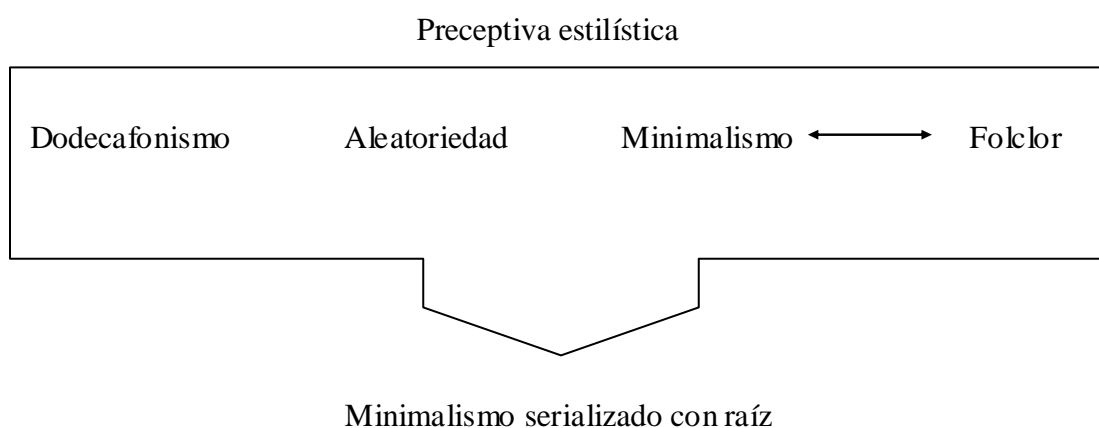 Preceptiva estilística
Dodecafonismo Aleatoriedad Minimalismo Folclor
Minimalismo serializado con raíz